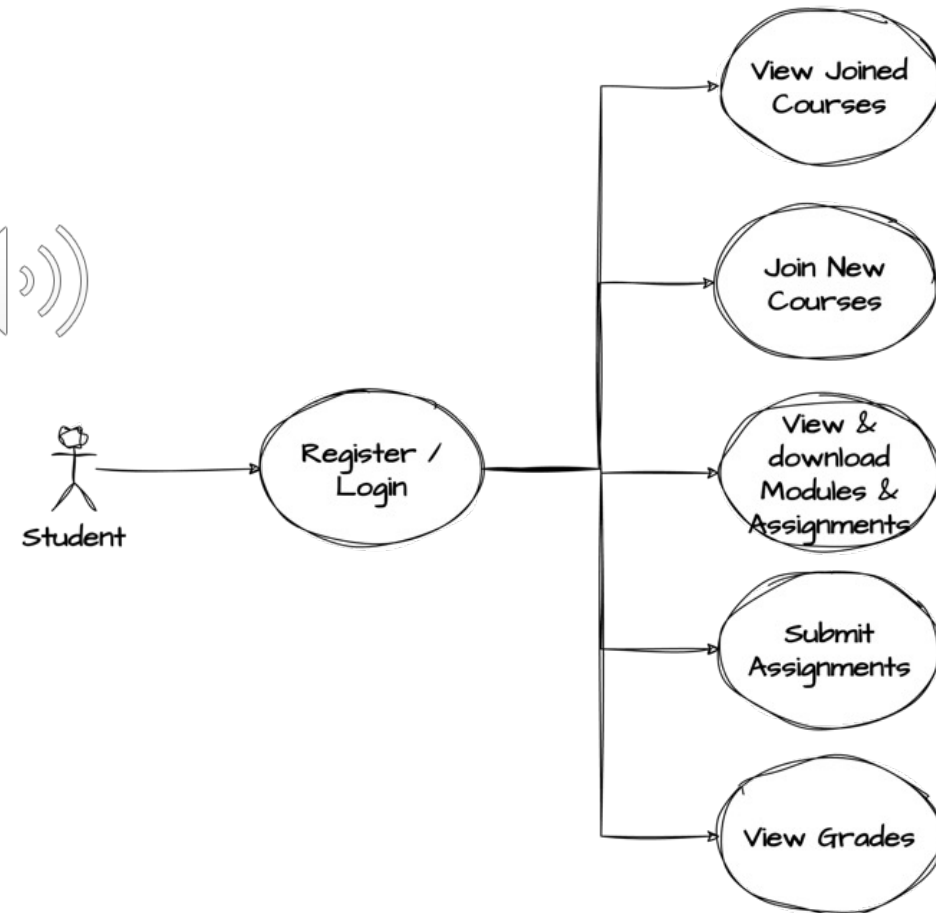 View Joined
Courses
Join New
Courses
Register /
Login
Student
View &
download
Modules &
Assignments
Submit
Assignments
View Grades